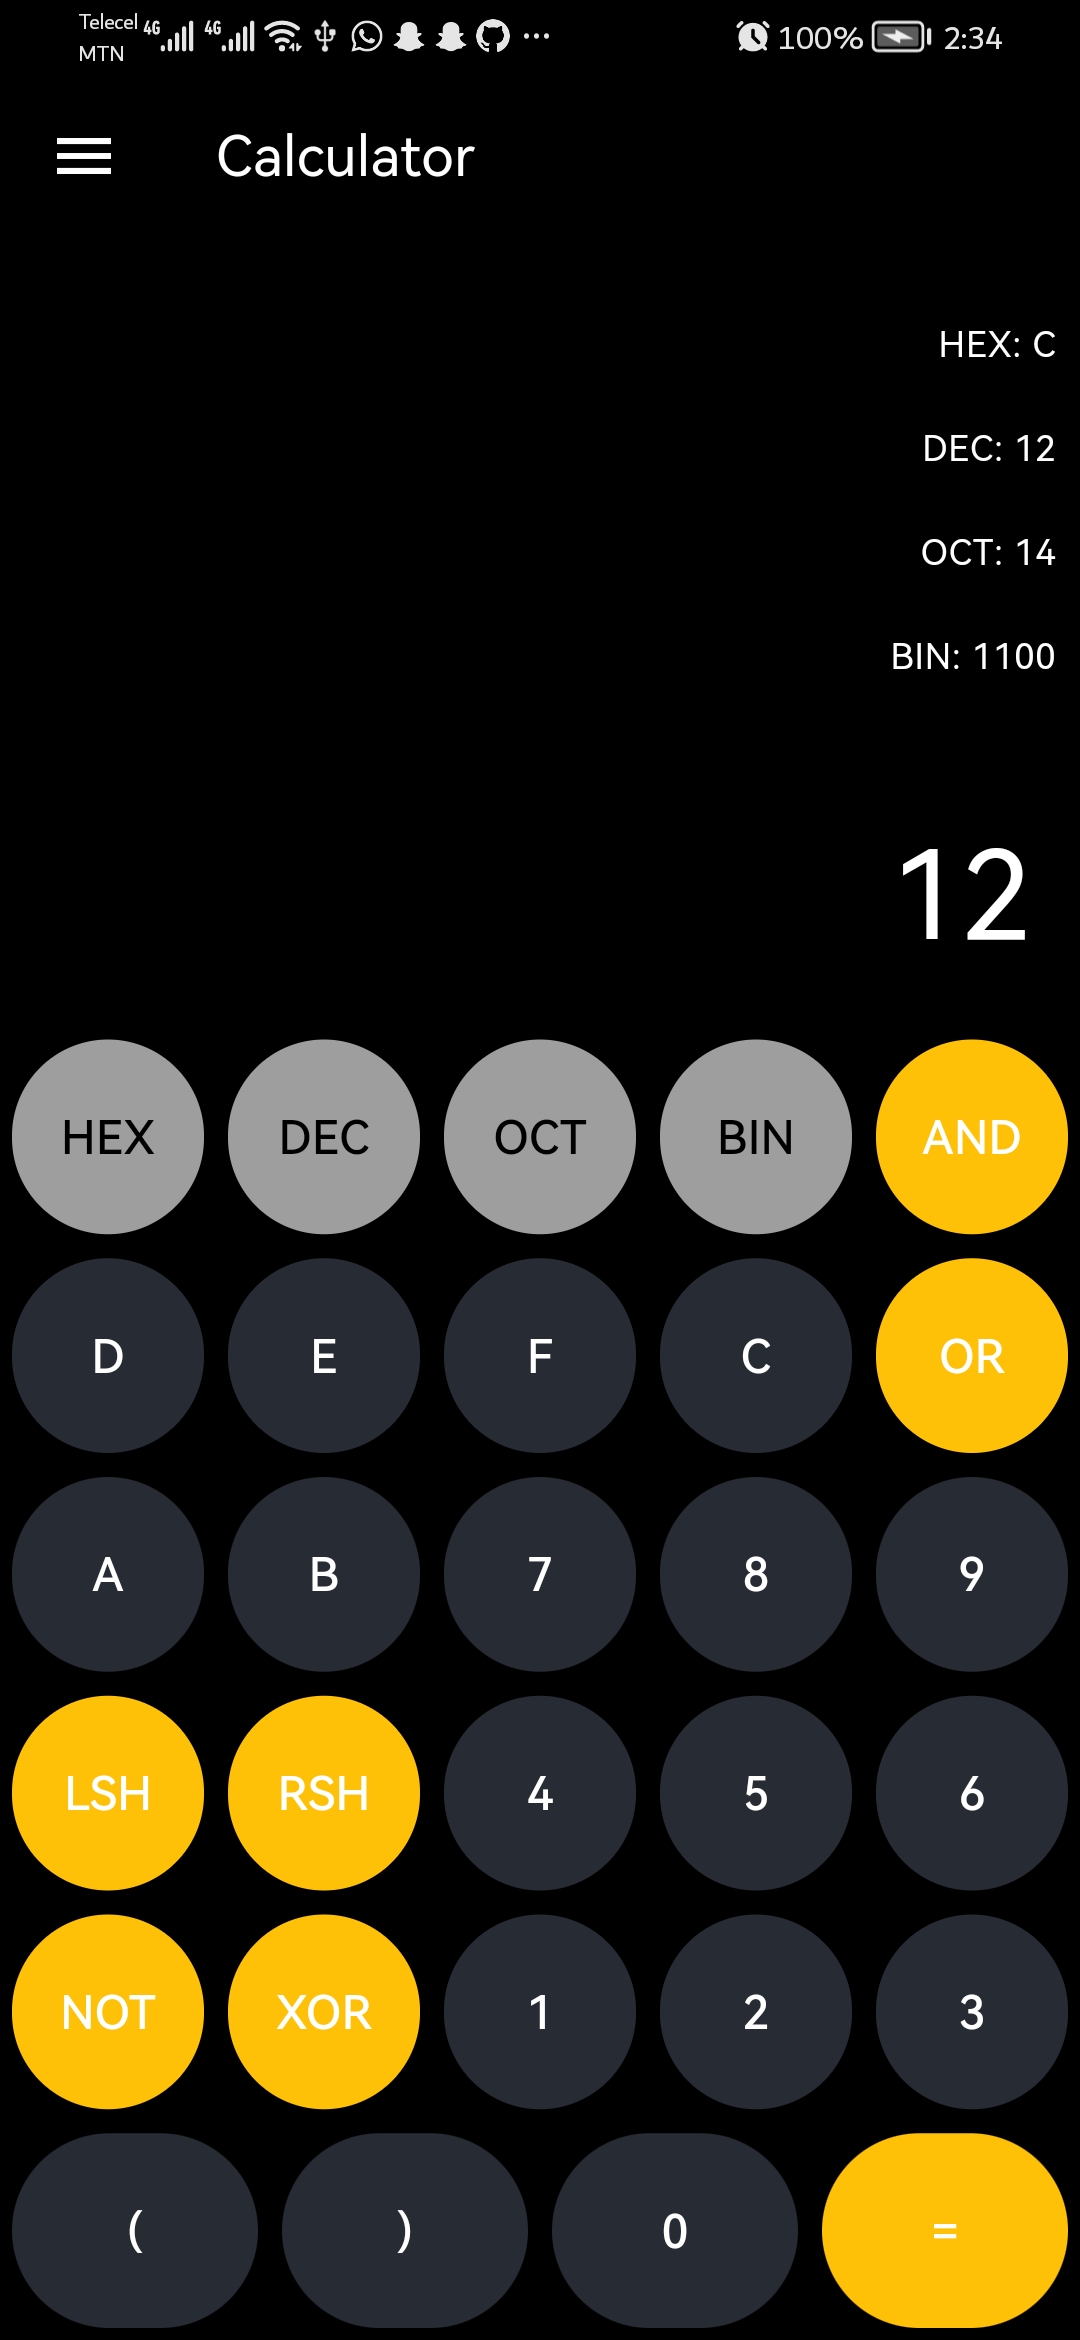 Telecel 4G 4G 100% 2:34
MTN
Calculator
HEX: C
DEC: 12
OCT: 14
BIN: 1100
12
HEX DEC OCT BIN AND
D E F C OR
A B 7 8 9
LSH RSH 4 5 6
NOT XOR 1 2 3
( ) 0 =